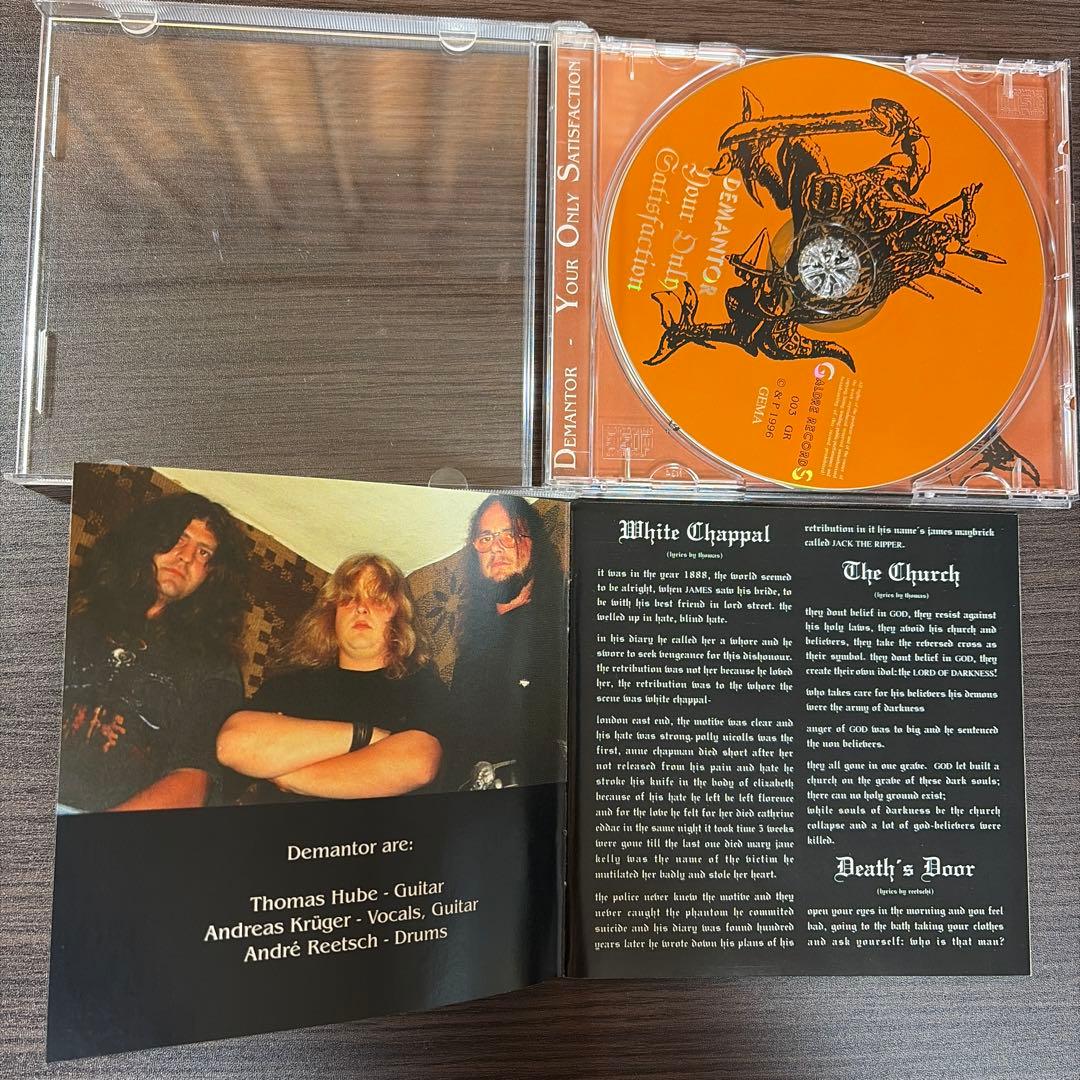 DEMANTOR - YOUR ONLY SATISFACTION
DEMANTOR
Your Only
Satisfaction
GALDRE RECORDS
003 GR
© & P 1996
GEMA
Demantor are:
Thomas Hube - Guitar
Andreas Krüger - Vocals, Guitar
André Reetsch - Drums
White Chappal
(lyrics by thomas)
it was in the year 1888, the world seemed
to be alright, when JAMES saw his bride, to
be with his best friend in lord street. the
welled up in hate, blind hate.
in his diary he called her a whore and he
swore to seek vengeance for this dishonour.
the retribution was not her because he loved
her, the retribution was to the whore the
scene was white chappal-
london east end, the motive was clear and
his hate was strong. polly nicolls was the
first, anne chapman died short after her
not released from his pain and hate he
stroke his knife in the body of elizabeth
because of his hate he left be left florence
and for the love he felt for her died cathrine
eddac in the same night it took time 3 weeks
were gone till the last one died mary jane
kelly was the name of the victim he
mutilated her badly and stole her heart.
the police never knew the motive and they
never caught the phantom he commited
suicide and his diary was found hundred
years later he wrote down his plans of his
retribution in it his name´s james maybrick
called JACK THE RIPPER.
The Church
(lyrics by thomas)
they dont belief in GOD, they resist against
his holy laws, they avoid his church and
believers, they take the reversed cross as
their symbol. they dont belief in GOD, they
create their own idol: the LORD OF DARKNESS!
who takes care for his believers his demons
were the army of darkness
anger of GOD was to big and he sentenced
the non believers.
they all gone in one grave. GOD let built a
church on the grave of these dark souls;
there can no holy ground exist;
while souls of darkness be the church
collapse and a lot of god-believers were
killed.
Death´s Door
(lyrics by reetschi)
open your eyes in the morning and you feel
bad, going to the bath taking your clothes
and ask yourself: who is that man?